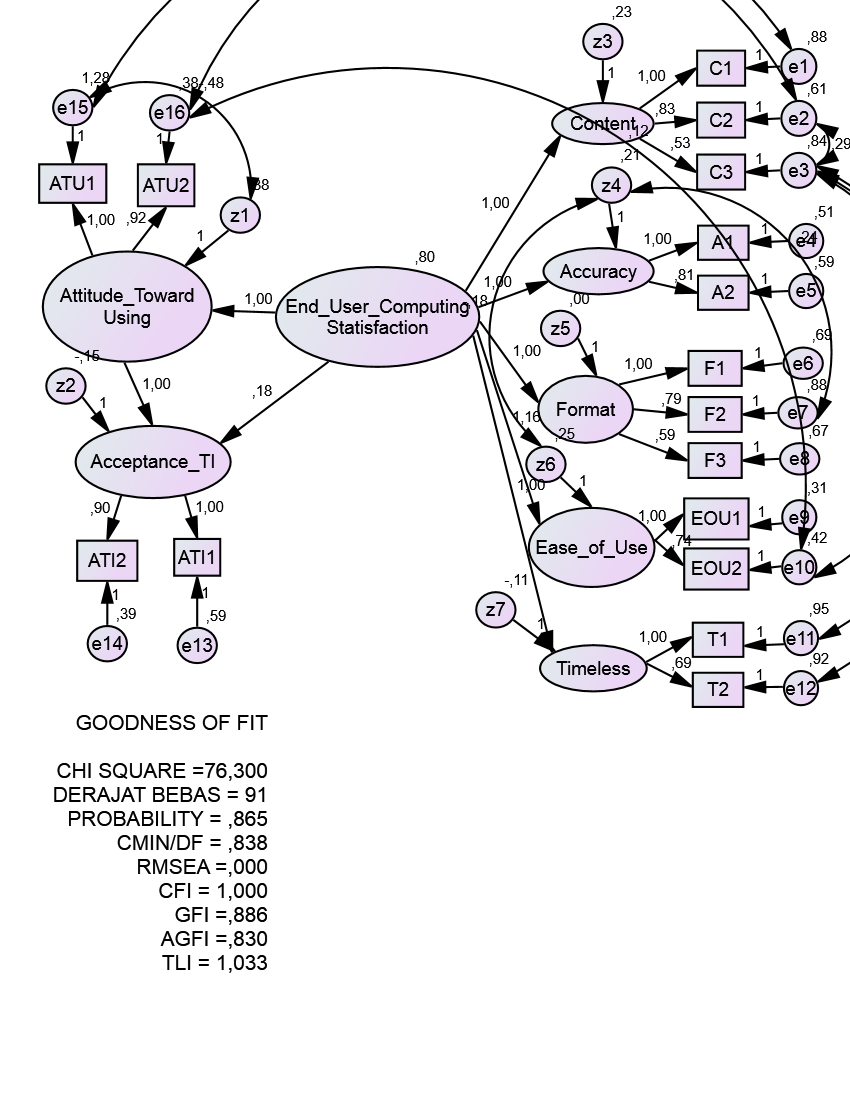 ,23
z3
1
1,28
,38
,48
e15
e16
1
1
ATU1
ATU2
1,00
,92
z1
1
Attitude_Toward
Using
,80
1,00
End_User_Computing
Statisfaction
-,15
z2
1
1,00
,18
Acceptance_TI
,90
1,00
ATI2
ATI1
1
1
,39
,59
e14
e13
Content
,12
1,00
,83
,53
C1
C2
C3
1
1
1
e1
e2
e3
,88
,61
,84
,29
,21
z4
1
1,00
1,00
Accuracy
1,00
,81
A1
A2
1
1
e4
e5
,51
,59
,00
z5
1
1,00
Format
1,00
,79
,59
F1
F2
F3
1
1
1
e6
e7
e8
,69
,88
,67
1,16
,25
z6
1
1,00
Ease_of_Use
1,00
,74
EOU1
EOU2
1
1
e9
e10
,31
,42
-,11
z7
1
Timeless
1,00
,69
T1
T2
1
1
e11
e12
,95
,92
GOODNESS OF FIT
CHI SQUARE =76,300
DERAJAT BEBAS = 91
PROBABILITY = ,865
CMIN/DF = ,838
RMSEA =,000
CFI = 1,000
GFI =,886
AGFI =,830
TLI = 1,033